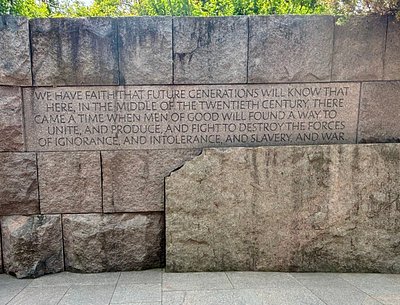 WE HAVE FAITH THAT FUTURE GENERATIONS WILL KNOW THAT
HERE, IN THE MIDDLE OF THE TWENTIETH CENTURY, THERE
CAME A TIME WHEN MEN OF GOOD WILL FOUND A WAY TO
UNITE, AND PRODUCE, AND FIGHT TO DESTROY THE FORCES
OF IGNORANCE, AND INTOLERANCE, AND SLAVERY, AND WAR.